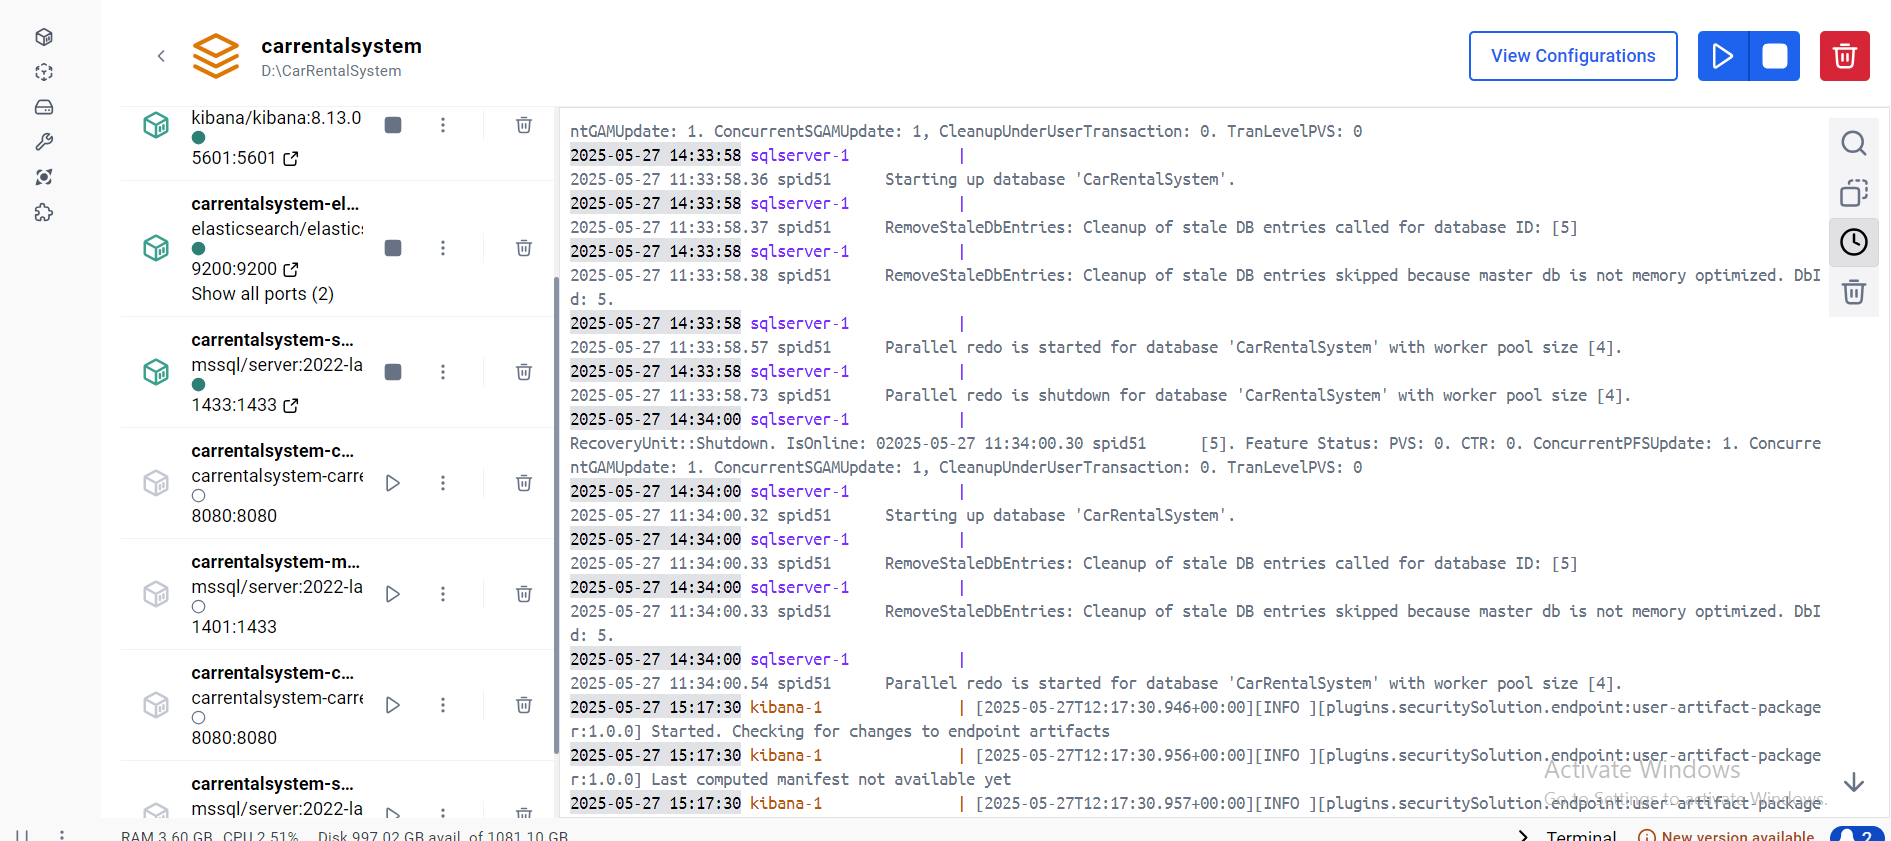 carrentalsystem
D:\CarRentalSystem
View Configurations
kibana/kibana:8.13.0
5601:5601
carrentalsystem-el...
elasticsearch/elastics
9200:9200
Show all ports (2)
carrentalsystem-s...
mssql/server:2022-la
1433:1433
carrentalsystem-c...
carrentalsystem-carre
8080:8080
carrentalsystem-m...
mssql/server:2022-la
1401:1433
carrentalsystem-c...
carrentalsystem-carre
8080:8080
carrentalsystem-s...
mssql/server:2022-la
ntGAMUpdate: 1. ConcurrentSGAMUpdate: 1, CleanupUnderUserTransaction: 0. TranLevelPVS: 0
2025-05-27 14:33:58 sqlserver-1 |
2025-05-27 11:33:58.36 spid51 Starting up database 'CarRentalSystem'.
2025-05-27 14:33:58 sqlserver-1 |
2025-05-27 11:33:58.37 spid51 RemoveStaleDbEntries: Cleanup of stale DB entries called for database ID: [5]
2025-05-27 14:33:58 sqlserver-1 |
2025-05-27 11:33:58.38 spid51 RemoveStaleDbEntries: Cleanup of stale DB entries skipped because master db is not memory optimized. DbI
d: 5.
2025-05-27 14:33:58 sqlserver-1 |
2025-05-27 11:33:58.57 spid51 Parallel redo is started for database 'CarRentalSystem' with worker pool size [4].
2025-05-27 14:33:58 sqlserver-1 |
2025-05-27 11:33:58.73 spid51 Parallel redo is shutdown for database 'CarRentalSystem' with worker pool size [4].
2025-05-27 14:34:00 sqlserver-1 |
RecoveryUnit::Shutdown. IsOnline: 02025-05-27 11:34:00.30 spid51 [5]. Feature Status: PVS: 0. CTR: 0. ConcurrentPFSUpdate: 1. Concurre
ntGAMUpdate: 1. ConcurrentSGAMUpdate: 1, CleanupUnderUserTransaction: 0. TranLevelPVS: 0
2025-05-27 14:34:00 sqlserver-1 |
2025-05-27 11:34:00.32 spid51 Starting up database 'CarRentalSystem'.
2025-05-27 14:34:00 sqlserver-1 |
2025-05-27 11:34:00.33 spid51 RemoveStaleDbEntries: Cleanup of stale DB entries called for database ID: [5]
2025-05-27 14:34:00 sqlserver-1 |
2025-05-27 11:34:00.33 spid51 RemoveStaleDbEntries: Cleanup of stale DB entries skipped because master db is not memory optimized. DbI
d: 5.
2025-05-27 14:34:00 sqlserver-1 |
2025-05-27 11:34:00.54 spid51 Parallel redo is started for database 'CarRentalSystem' with worker pool size [4].
2025-05-27 15:17:30 kibana-1 | [2025-05-27T12:17:30.946+00:00][INFO ][plugins.securitySolution.endpoint:user-artifact-package
r:1.0.0] Started. Checking for changes to endpoint artifacts
2025-05-27 15:17:30 kibana-1 | [2025-05-27T12:17:30.956+00:00][INFO ][plugins.securitySolution.endpoint:user-artifact-package
r:1.0.0] Last computed manifest not available yet
2025-05-27 15:17:30 kibana-1 | [2025-05-27T12:17:30.957+00:00][INFO ][plugins.securitySolution.endpoint:user-artifact-package
Activate Windows
Go to Settings to activate Windows.
RAM 3.60 GB CPU 2.51% Disk 997.02 GB avail. of 1081.10 GB
Terminal
New version available
2